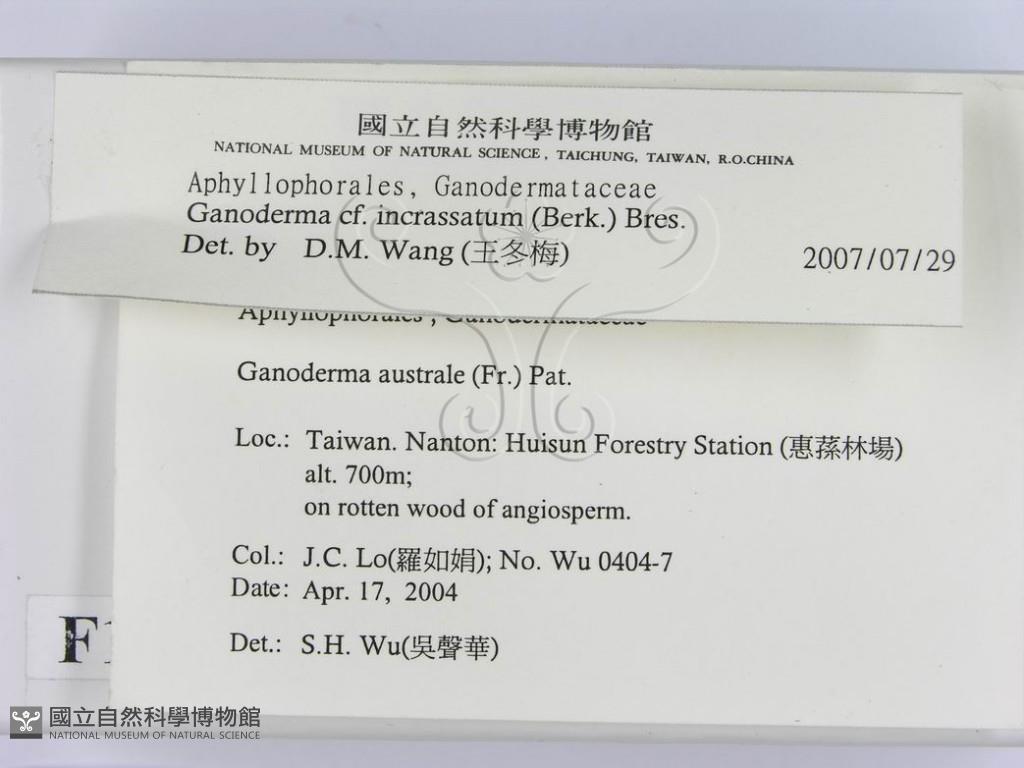 國立自然科學博物館
NATIONAL MUSEUM OF NATURAL SCIENCE, TAICHUNG, TAIWAN, R.O.CHINA
Aphyllophorales, Ganodermataceae
Ganoderma cf. incrassatum (Berk.) Bres.
Det. by D.M. Wang (王冬梅) 2007/07/29
Aphyllophorales, Ganodermataceae
Ganoderma australe (Fr.) Pat.
Loc.: Taiwan. Nanton: Huisun Forestry Station (惠蓀林場)
alt. 700m;
on rotten wood of angiosperm.
Col.: J.C. Lo(羅如娟); No. Wu 0404-7
Date: Apr. 17, 2004
Det.: S.H. Wu(吳聲華)
國立自然科學博物館
NATIONAL MUSEUM OF NATURAL SCIENCE